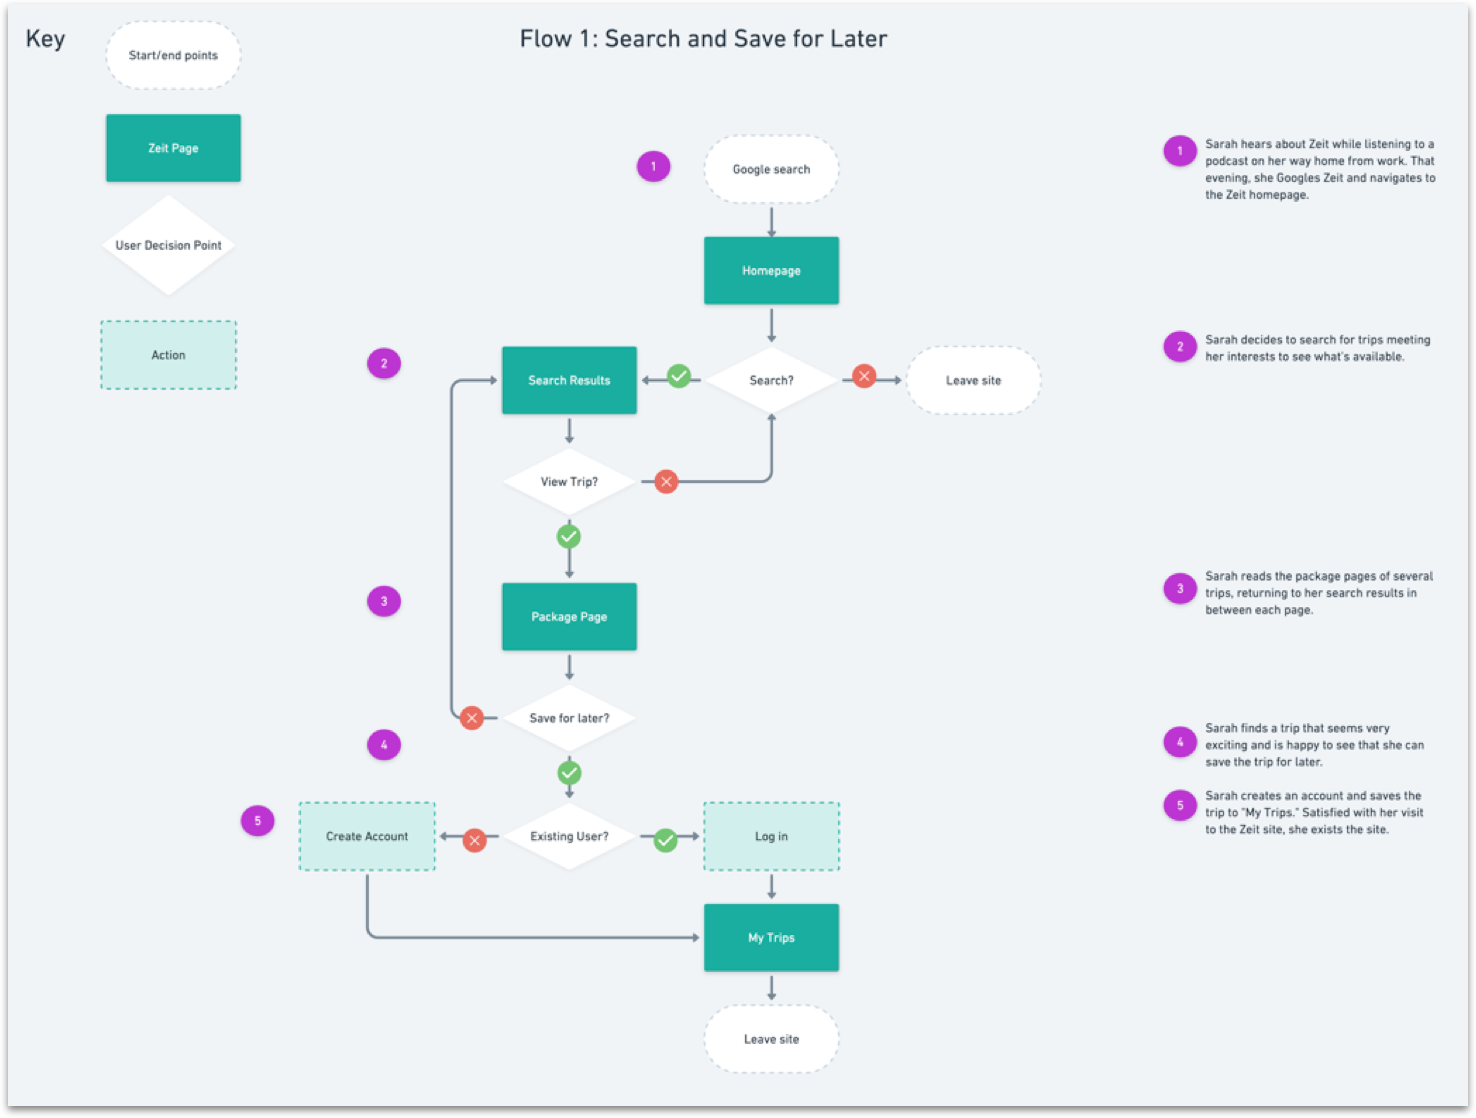 Key
Flow 1: Search and Save for Later
Start/end points
Zeit Page
User Decision Point
Action
1
Google search
Homepage
2
Search Results
Search?
Leave site
View Trip?
3
Package Page
Save for later?
4
5
Create Account
Existing User?
Log in
My Trips
Leave site
1
Sarah hears about Zeit while listening to a
podcast on her way home from work. That
evening, she Googles Zeit and navigates to
the Zeit homepage.
2
Sarah decides to search for trips meeting
her interests to see what's available.
3
Sarah reads the package pages of several
trips, returning to her search results in
between each page.
4
Sarah finds a trip that seems very
exciting and is happy to see that she can
save the trip for later.
5
Sarah creates an account and saves the
trip to "My Trips." Satisfied with her visit
to the Zeit site, she exists the site.